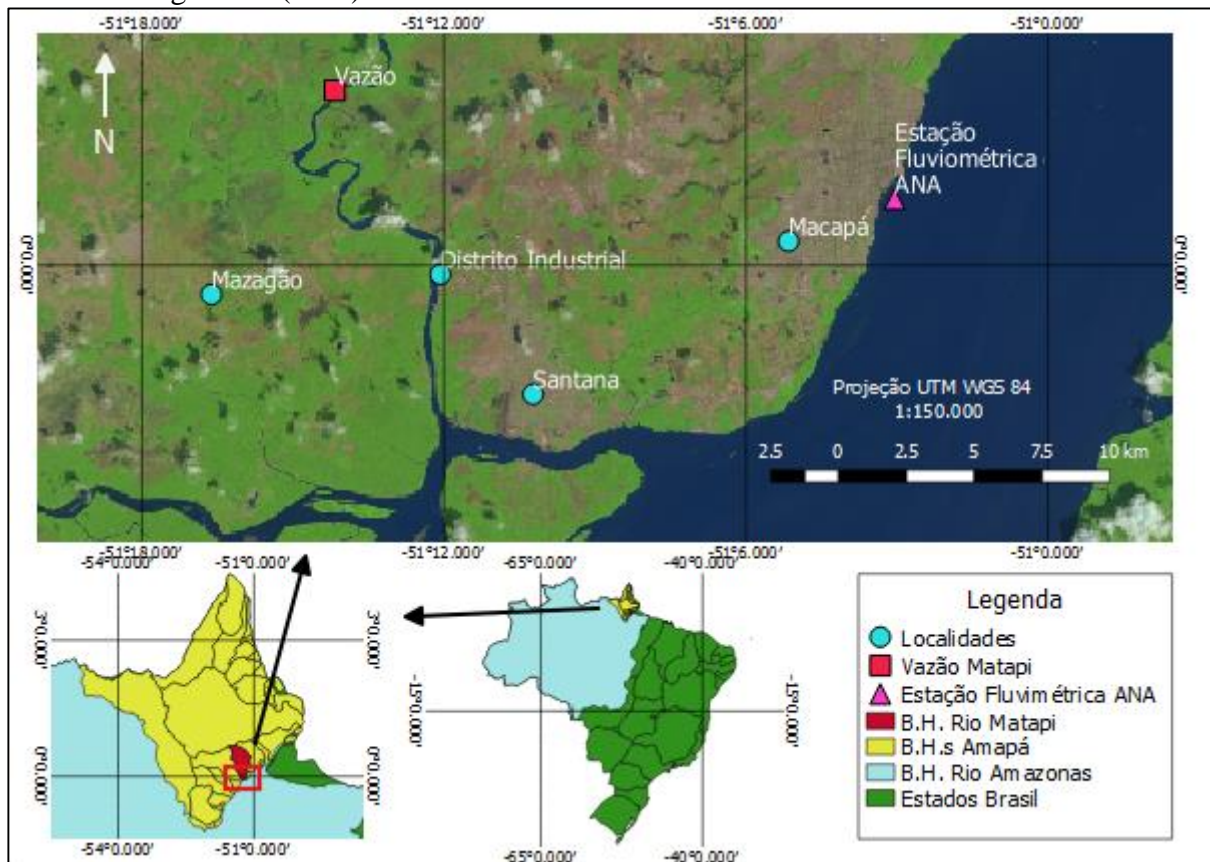 -51°18.000' -51°12.000' -51°6.000' -51°0.000'
Vazão
N
Estação
Fluviométrica
ANA
Macapá
Distrito Industrial
Mazagão
0°0.000' 0°0.000'
Santana
Projeção UTM WGS 84
1:150.000
2.5 0 2.5 5 7.5 10 km
-51°18.000' -51°12.000' -51°6.000' -51°0.000'
-54°0.000' -51°0.000'
3°0.000' 3°0.000'
0°0.000' 0°0.000'
-54°0.000' -51°0.000'
-65°0.000' -40°0.000'
-15°0.000' -15°0.000'
-65°0.000' -40°0.000'
Legenda
Localidades
Vazão Matapi
Estação Fluvimétrica ANA
B.H. Rio Matapi
B.H.s Amapá
B.H. Rio Amazonas
Estados Brasil